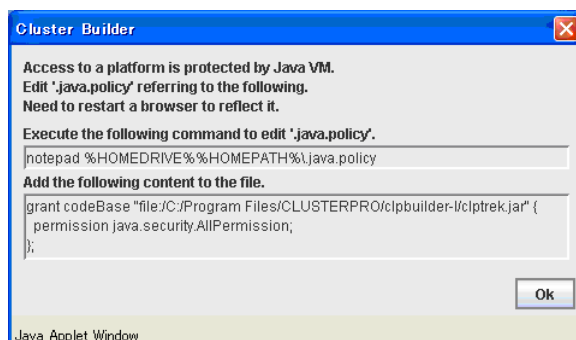 Cluster Builder
Access to a platform is protected by Java VM.
Edit '.java.policy' referring to the following.
Need to restart a browser to reflect it.
Execute the following command to edit '.java.policy'.
notepad %HOMEDRIVE%%HOMEPATH%\.java.policy
Add the following content to the file.
grant codeBase "file:/C:/Program Files/CLUSTERPRO/clpbuilder-l/clptrek.jar" {
permission java.security.AllPermission;
};
Ok
Java Applet Window